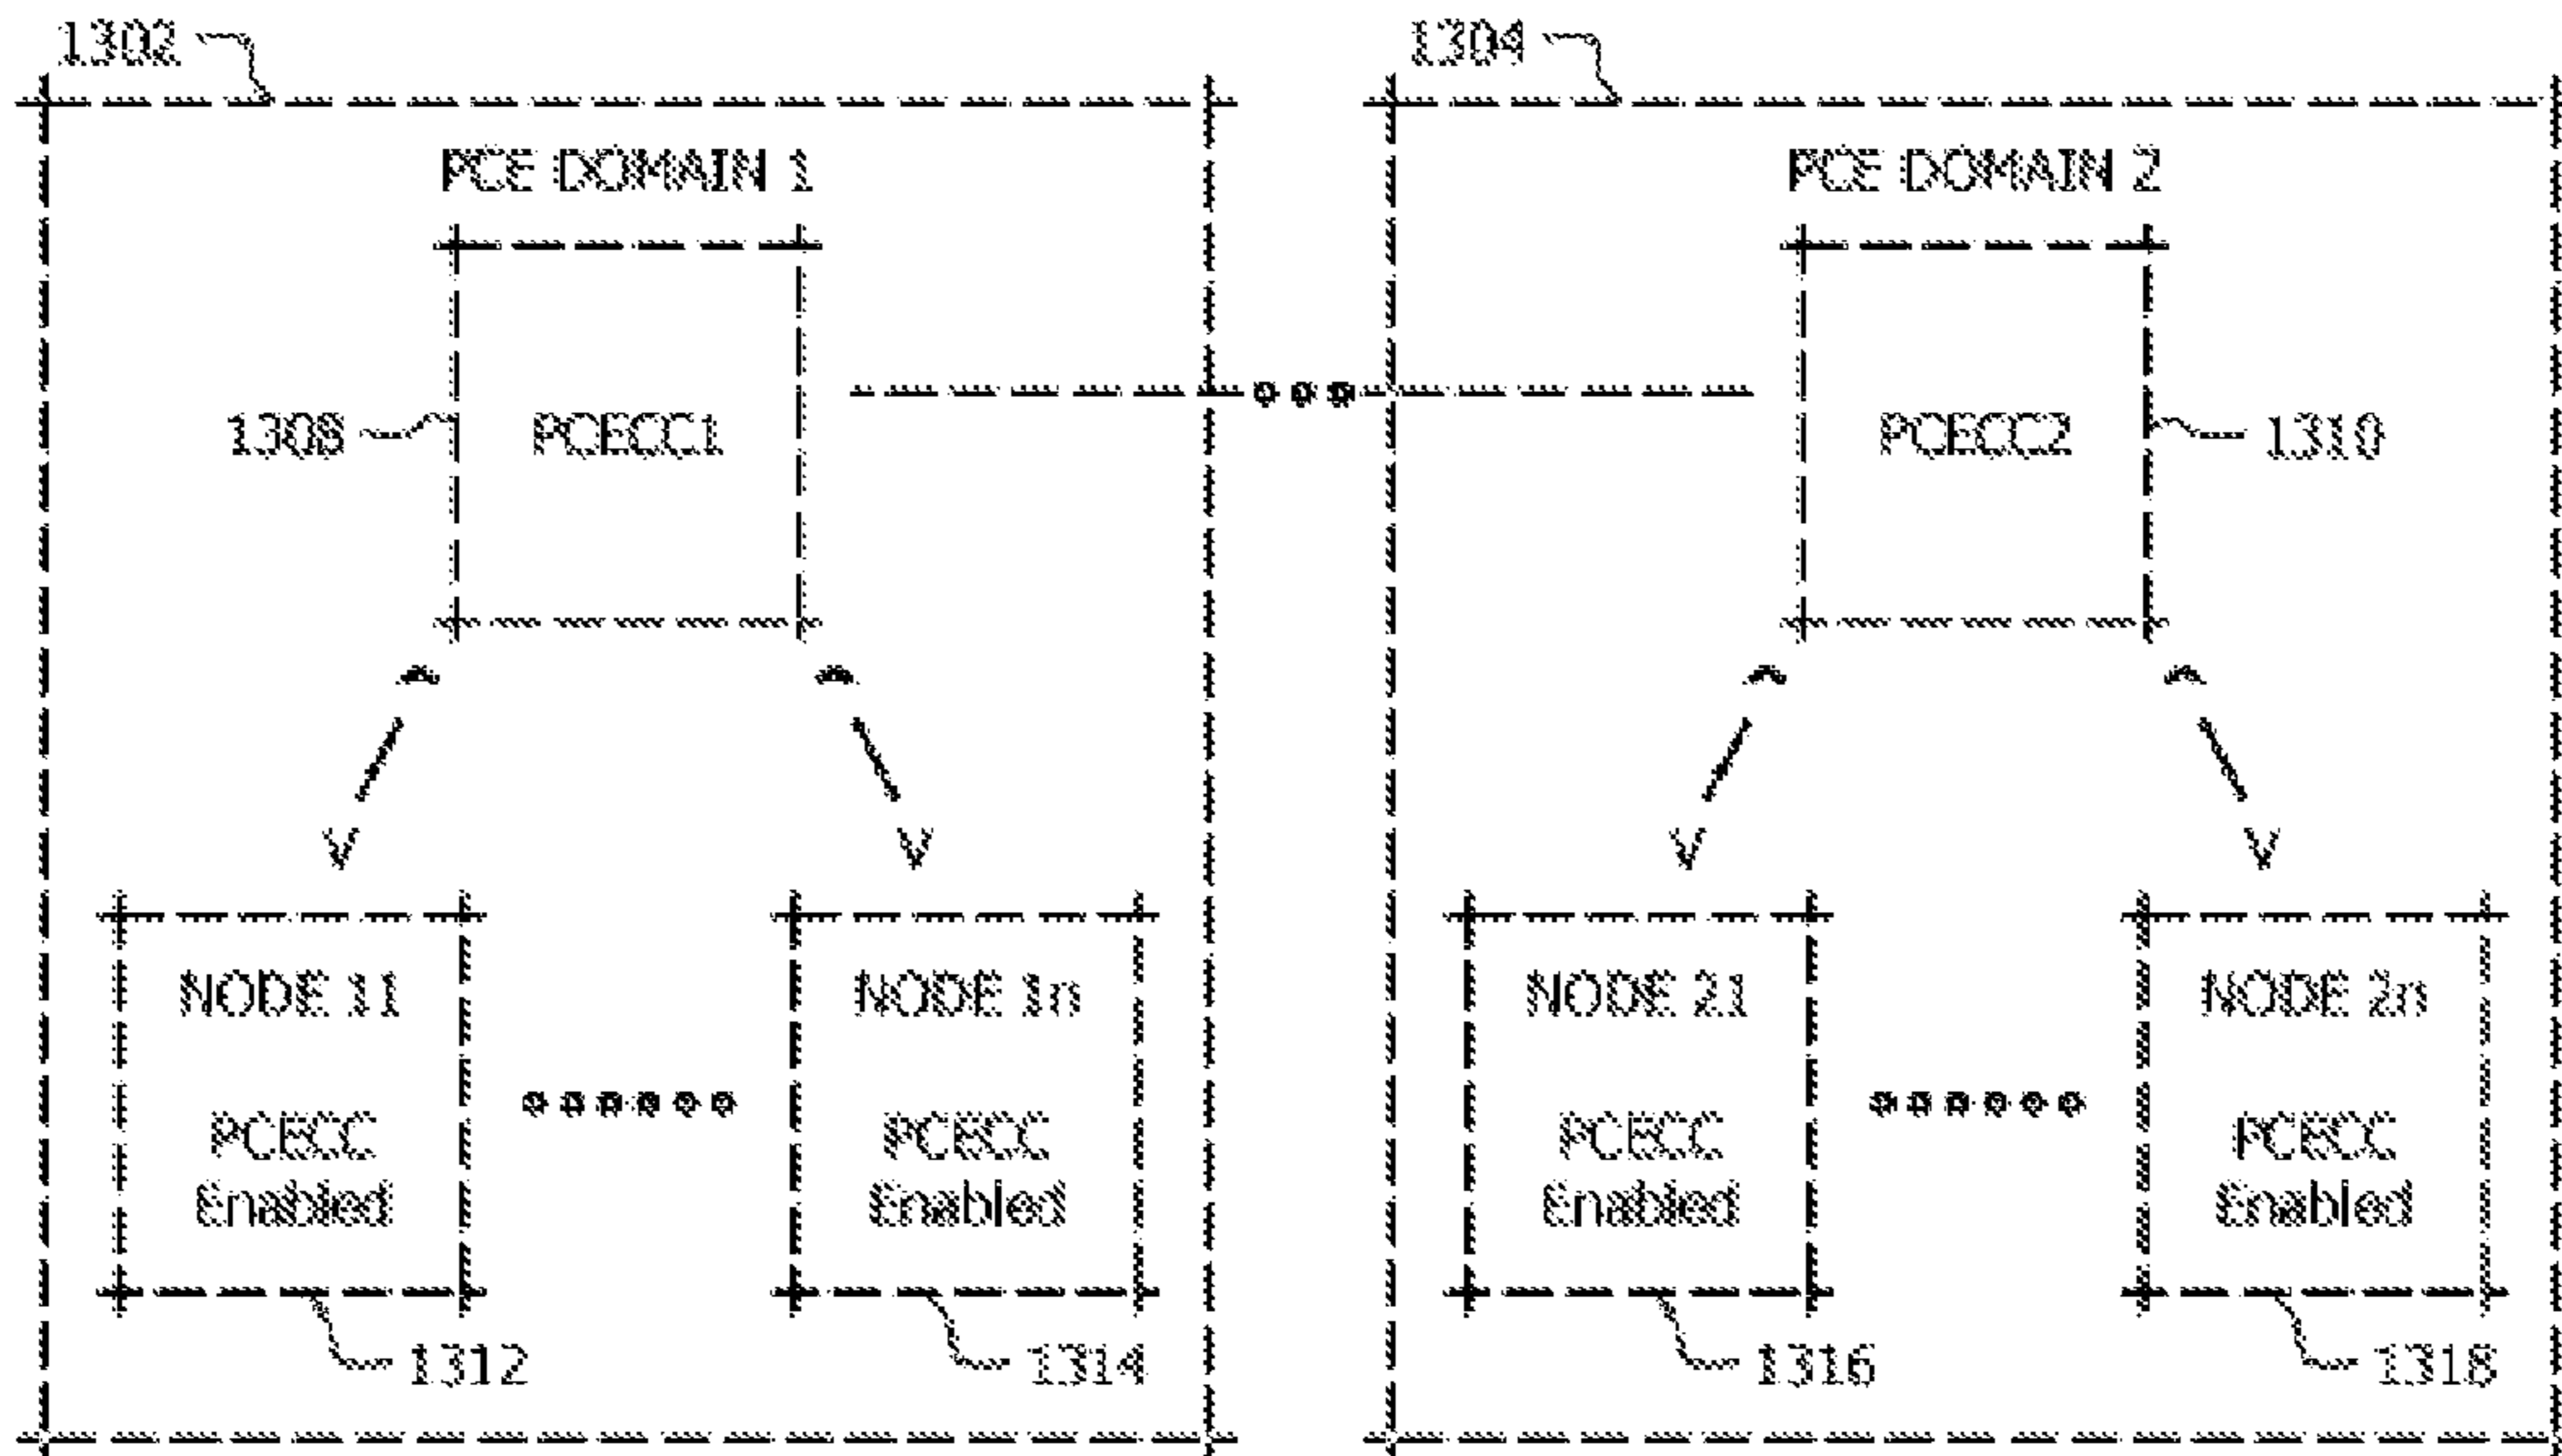 1302
1304
PCE DOMAIN 1
PCE DOMAIN 2
1308
PCECC1
PCECC2
1310
NODE 11
NODE 1n
NODE 21
NODE 2n
PCECC
Enabled
PCECC
Enabled
PCECC
Enabled
PCECC
Enabled
1312
1314
1316
1318